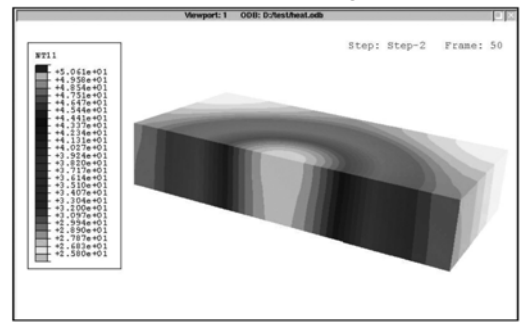 Viewport: 1    ODB: D:/test/heat.odb
Step: Step-2   Frame: 50
NT11
+5.061e+01
+4.958e+01
+4.854e+01
+4.751e+01
+4.647e+01
+4.544e+01
+4.441e+01
+4.337e+01
+4.234e+01
+4.131e+01
+4.027e+01
+3.924e+01
+3.820e+01
+3.717e+01
+3.614e+01
+3.510e+01
+3.407e+01
+3.304e+01
+3.200e+01
+3.097e+01
+2.994e+01
+2.890e+01
+2.787e+01
+2.683e+01
+2.580e+01